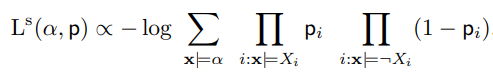 L^s(α, p) ∝ − log ∑_{x⊨α} ∏_{i:x⊨X_i} p_i ∏_{i:x⊨¬X_i} (1 − p_i).